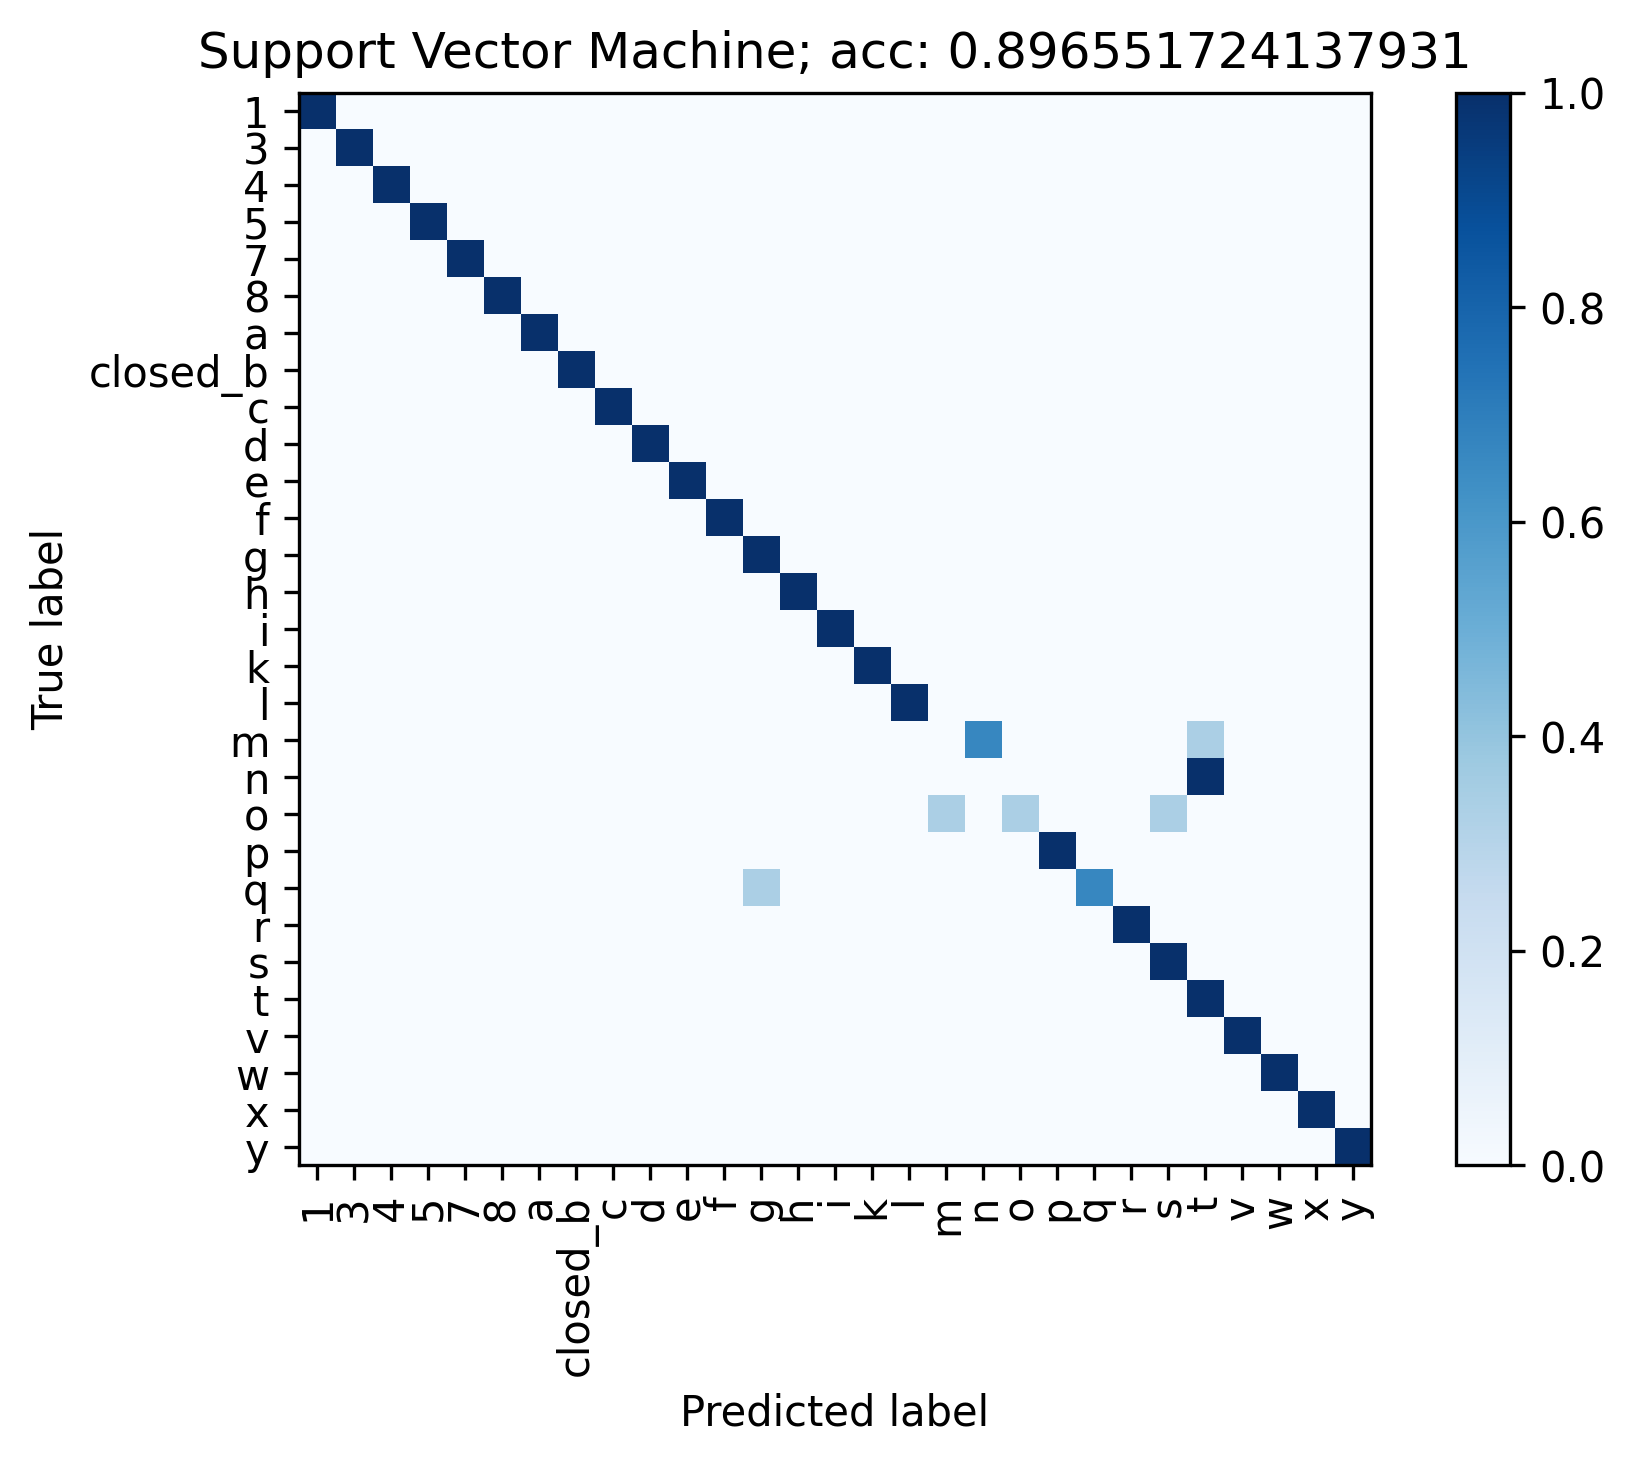 Support Vector Machine; acc: 0.896551724137931
1
3
4
5
7
8
a
closed_b
c
d
e
f
g
h
i
k
l
m
n
o
p
q
r
s
t
v
w
x
y
True label
1
3
4
5
7
8
a
closed_b
c
d
e
f
g
h
i
k
l
m
n
o
p
q
r
s
t
v
w
x
y
Predicted label
1.0
0.8
0.6
0.4
0.2
0.0